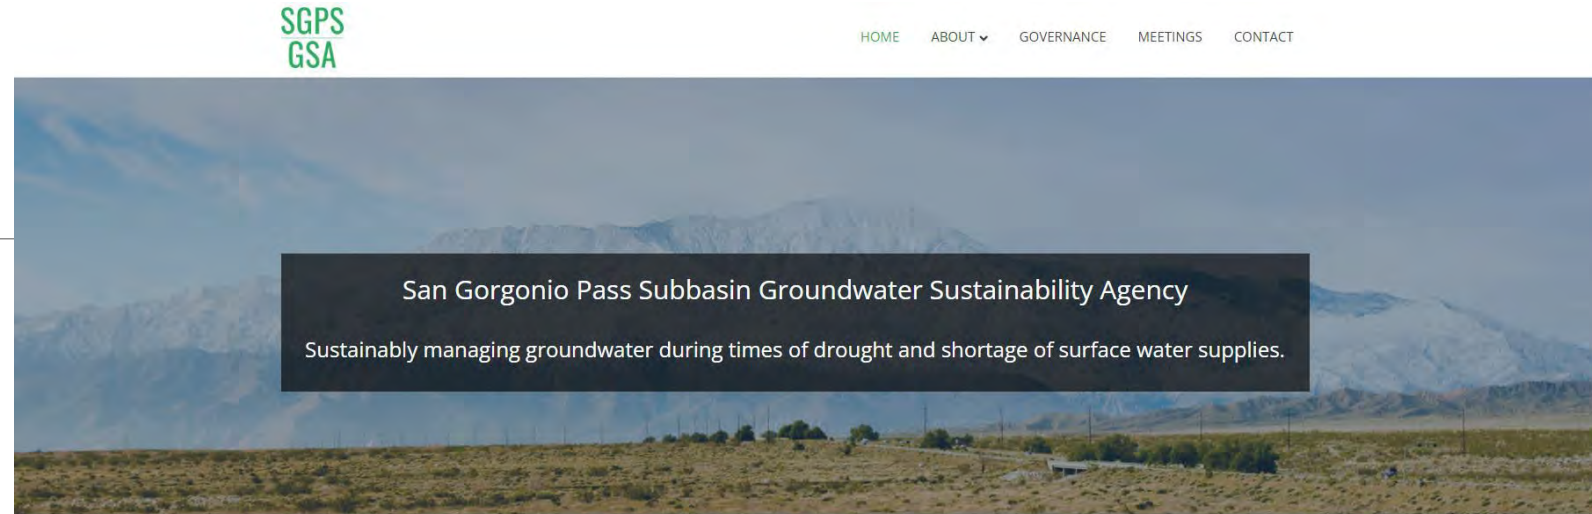 SGPS
GSA
HOME ABOUT GOVERNANCE MEETINGS CONTACT
San Gorgonio Pass Subbasin Groundwater Sustainability Agency
Sustainably managing groundwater during times of drought and shortage of surface water supplies.